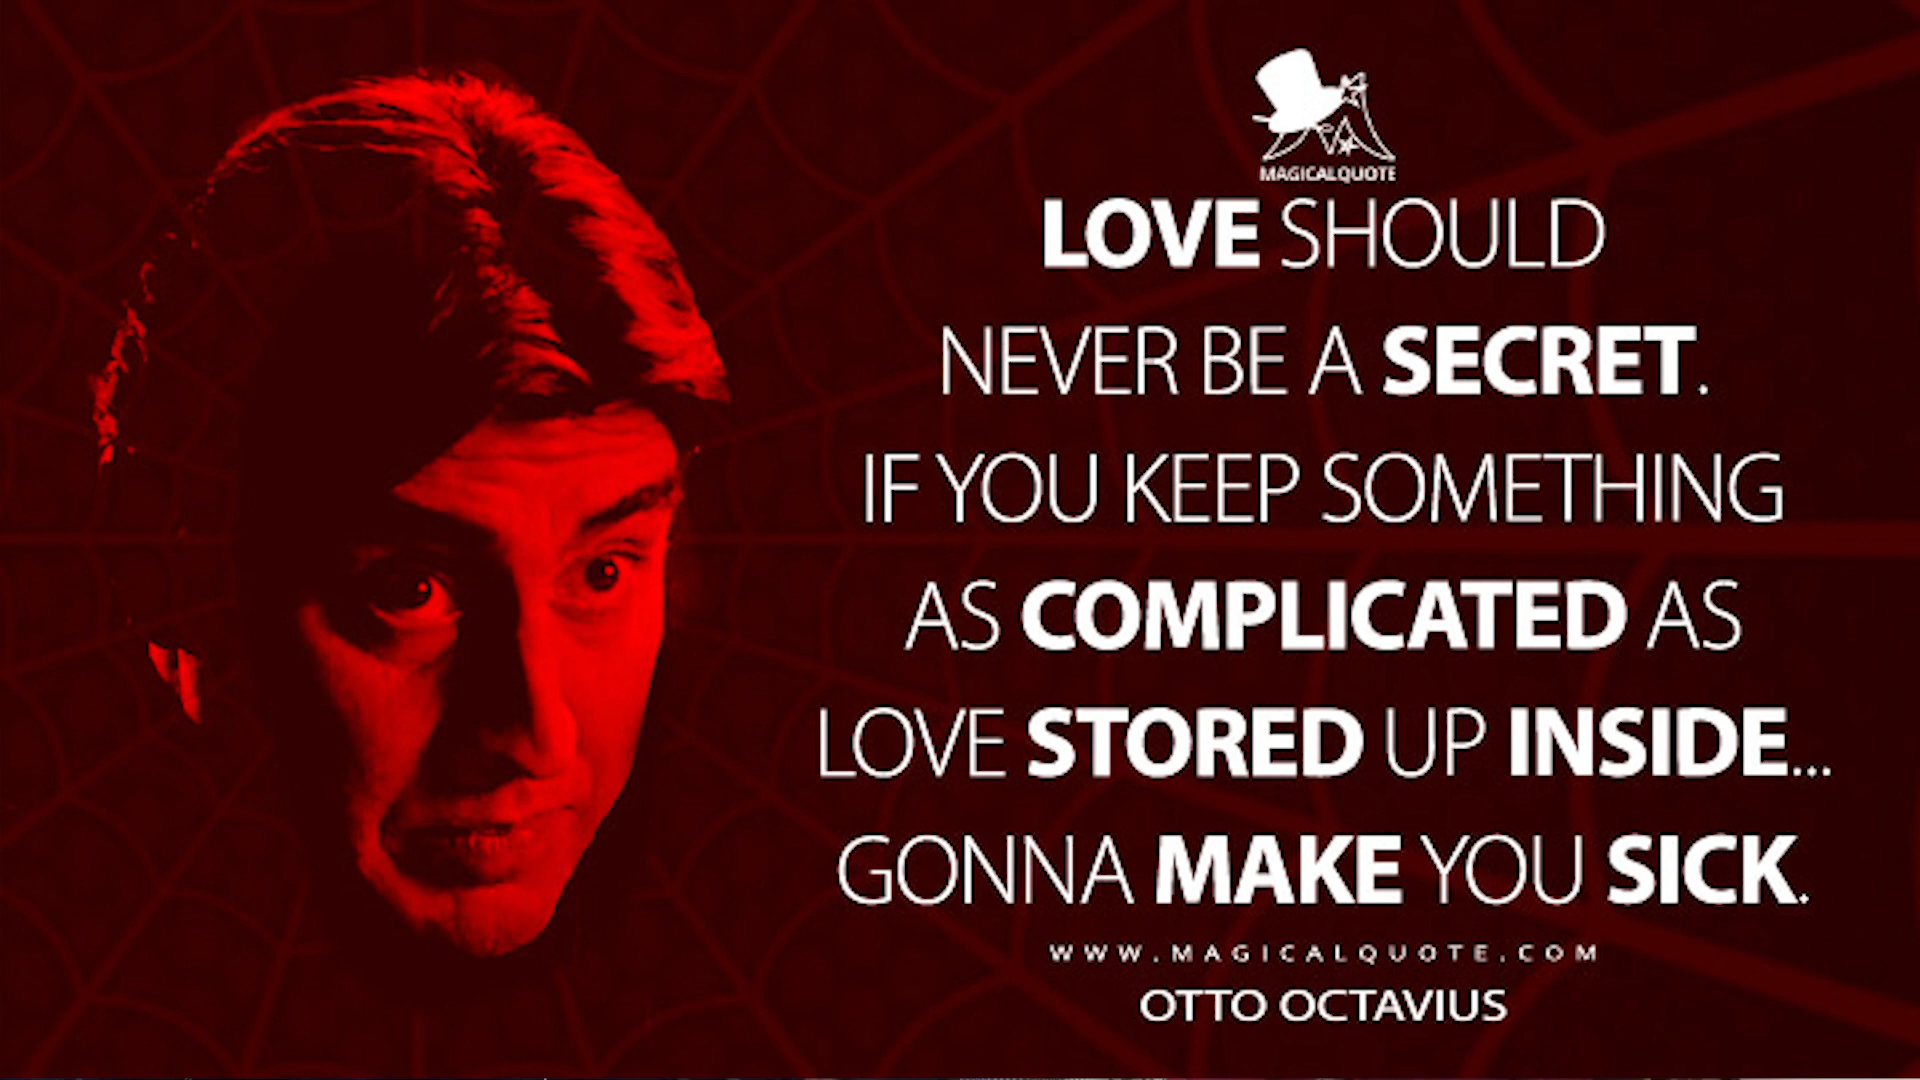 MAGICALQUOTE
LOVE SHOULD
NEVER BE A SECRET.
IF YOU KEEP SOMETHING
AS COMPLICATED AS
LOVE STORED UP INSIDE...
GONNA MAKE YOU SICK.
WWW.MAGICALQUOTE.COM
OTTO OCTAVIUS